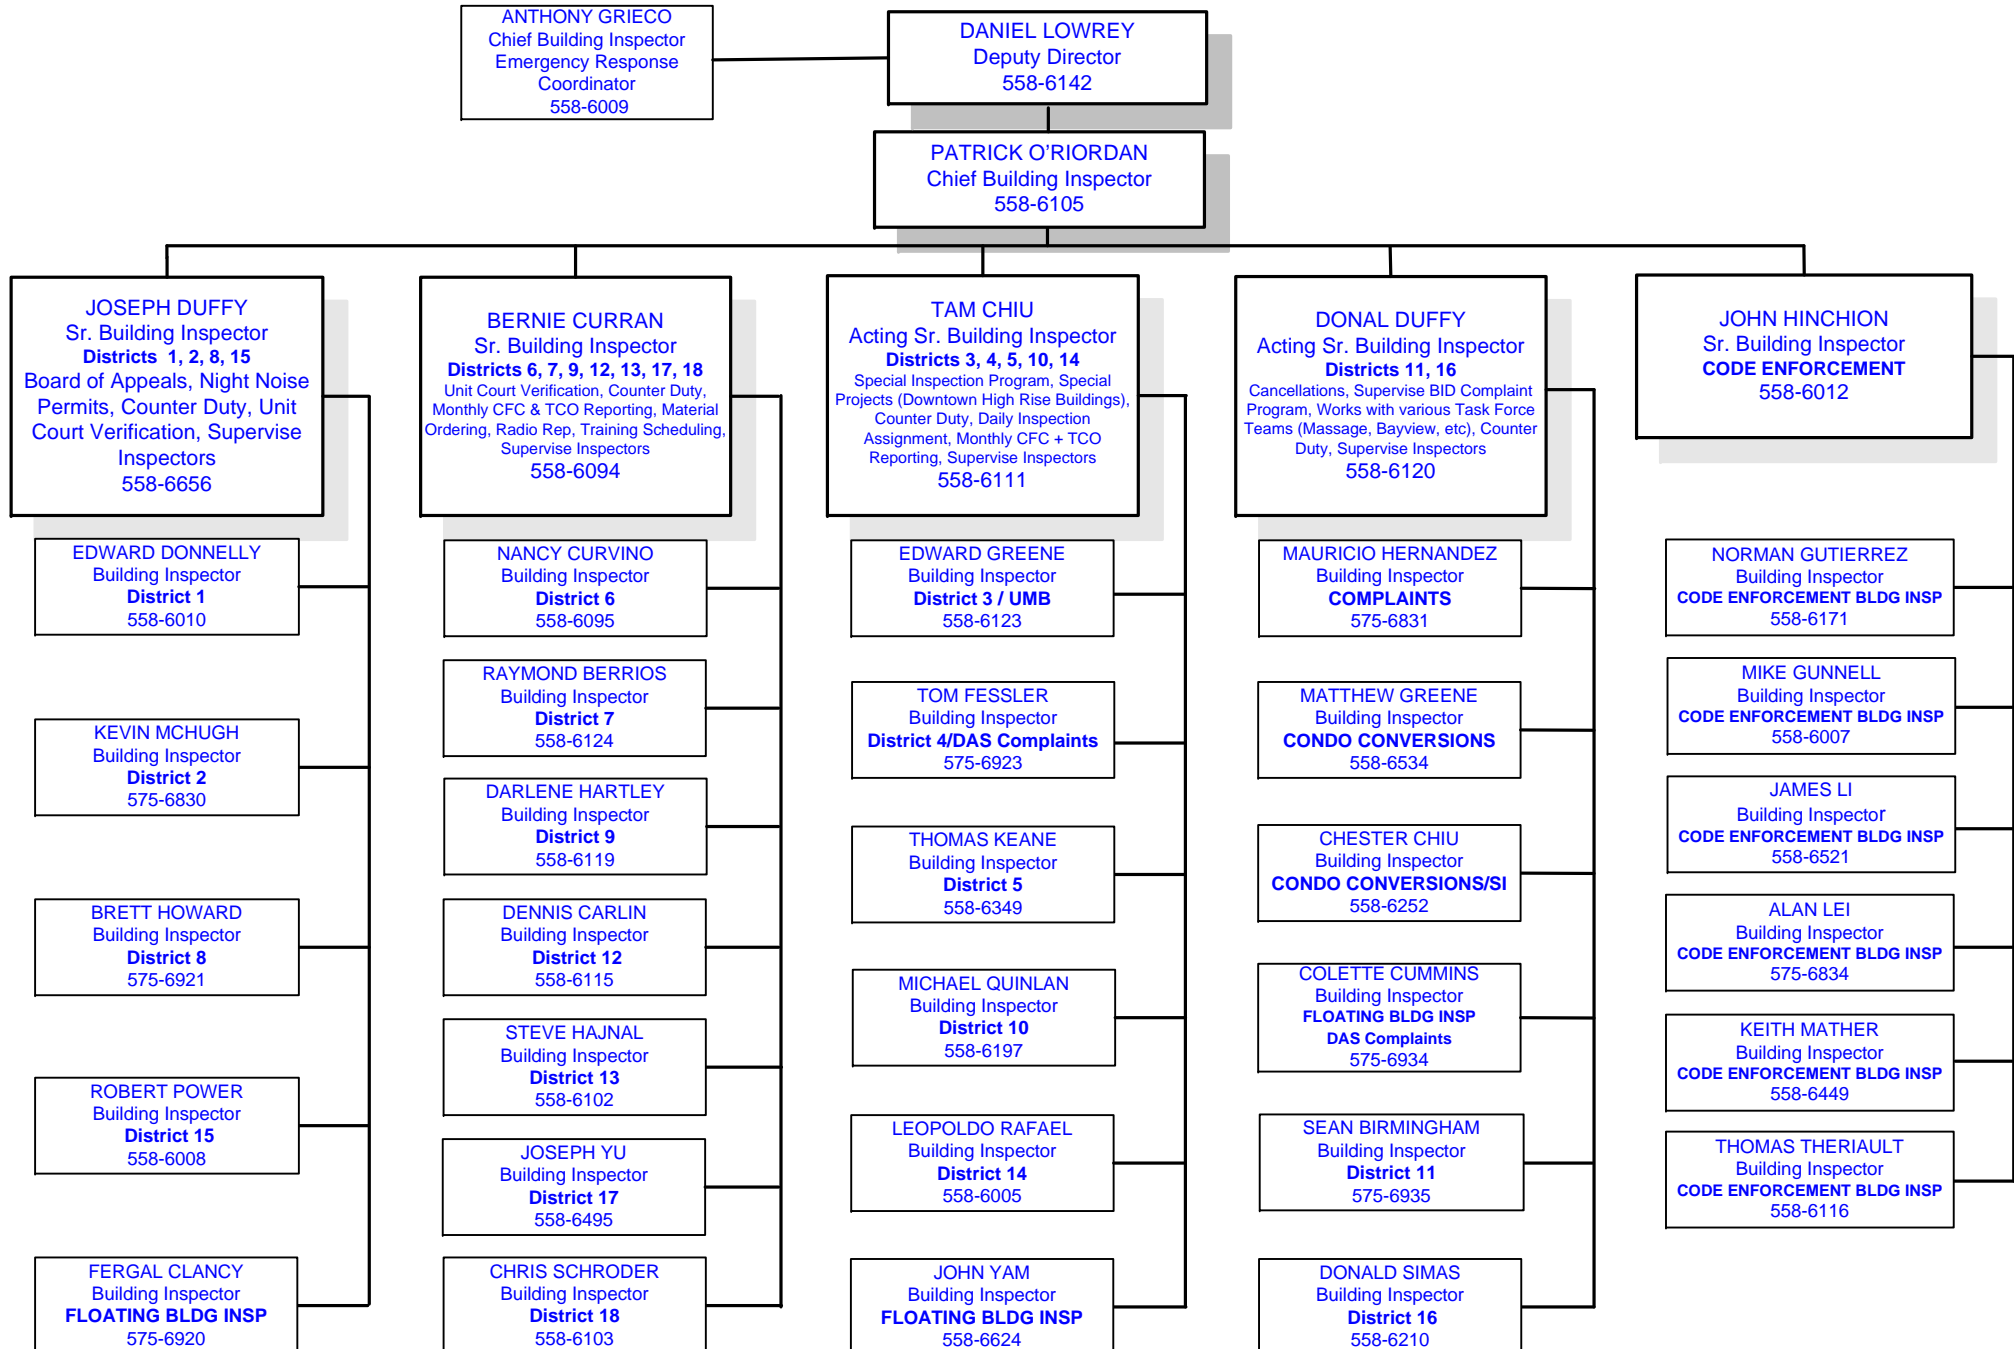 ANTHONY GRIECO
Chief Building Inspector
Emergency Response
Coordinator
558-6009
DANIEL LOWREY
Deputy Director
558-6142
PATRICK O’RIORDAN
Chief Building Inspector
558-6105
JOSEPH DUFFY
Sr. Building Inspector
Districts 1, 2, 8, 15
Board of Appeals, Night Noise
Permits, Counter Duty, Unit
Court Verification, Supervise
Inspectors
558-6656
EDWARD DONNELLY
Building Inspector
District 1
558-6010
KEVIN MCHUGH
Building Inspector
District 2
575-6830
BRETT HOWARD
Building Inspector
District 8
575-6921
ROBERT POWER
Building Inspector
District 15
558-6008
FERGAL CLANCY
Building Inspector
FLOATING BLDG INSP
575-6920
BERNIE CURRAN
Sr. Building Inspector
Districts 6, 7, 9, 12, 13, 17, 18
Unit Court Verification, Counter Duty,
Monthly CFC & TCO Reporting, Material
Ordering, Radio Rep, Training Scheduling,
Supervise Inspectors
558-6094
NANCY CURVINO
Building Inspector
District 6
558-6095
RAYMOND BERRIOS
Building Inspector
District 7
558-6124
DARLENE HARTLEY
Building Inspector
District 9
558-6119
DENNIS CARLIN
Building Inspector
District 12
558-6115
STEVE HAJNAL
Building Inspector
District 13
558-6102
JOSEPH YU
Building Inspector
District 17
558-6495
CHRIS SCHRODER
Building Inspector
District 18
558-6103
TAM CHIU
Acting Sr. Building Inspector
Districts 3, 4, 5, 10, 14
Special Inspection Program, Special
Projects (Downtown High Rise Buildings),
Counter Duty, Daily Inspection
Assignment, Monthly CFC + TCO
Reporting, Supervise Inspectors
558-6111
EDWARD GREENE
Building Inspector
District 3 / UMB
558-6123
TOM FESSLER
Building Inspector
District 4/DAS Complaints
575-6923
THOMAS KEANE
Building Inspector
District 5
558-6349
MICHAEL QUINLAN
Building Inspector
District 10
558-6197
LEOPOLDO RAFAEL
Building Inspector
District 14
558-6005
JOHN YAM
Building Inspector
FLOATING BLDG INSP
558-6624
DONAL DUFFY
Acting Sr. Building Inspector
Districts 11, 16
Cancellations, Supervise BID Complaint
Program, Works with various Task Force
Teams (Massage, Bayview, etc), Counter
Duty, Supervise Inspectors
558-6120
MAURICIO HERNANDEZ
Building Inspector
COMPLAINTS
575-6831
MATTHEW GREENE
Building Inspector
CONDO CONVERSIONS
558-6534
CHESTER CHIU
Building Inspector
CONDO CONVERSIONS/SI
558-6252
COLETTE CUMMINS
Building Inspector
FLOATING BLDG INSP
DAS Complaints
575-6934
SEAN BIRMINGHAM
Building Inspector
District 11
575-6935
DONALD SIMAS
Building Inspector
District 16
558-6210
JOHN HINCHION
Sr. Building Inspector
CODE ENFORCEMENT
558-6012
NORMAN GUTIERREZ
Building Inspector
CODE ENFORCEMENT BLDG INSP
558-6171
MIKE GUNNELL
Building Inspector
CODE ENFORCEMENT BLDG INSP
558-6007
JAMES LI
Building Inspector
CODE ENFORCEMENT BLDG INSP
558-6521
ALAN LEI
Building Inspector
CODE ENFORCEMENT BLDG INSP
575-6834
KEITH MATHER
Building Inspector
CODE ENFORCEMENT BLDG INSP
558-6449
THOMAS THERIAULT
Building Inspector
CODE ENFORCEMENT BLDG INSP
558-6116